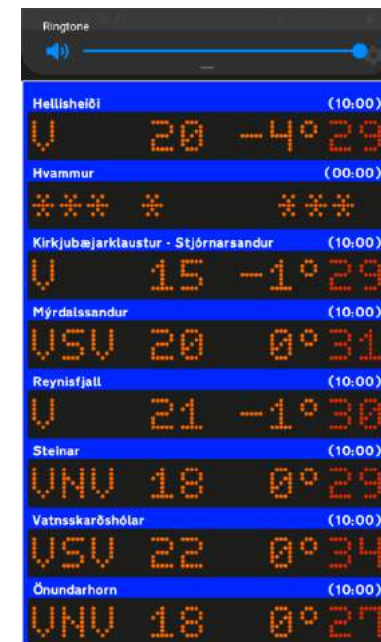 Ringtone
Hellisheiði (10:00)
V 20 -4° 29
Hvammur (00:00)
*** * ***
Kirkjubæjarklaustur - Stjórnarsandur (10:00)
V 15 -1° 29
Mýrdalssandur (10:00)
VSV 20 0° 31
Reynisfjall (10:00)
V 21 -1° 30
Steinar (10:00)
VNV 18 0° 29
Vatnsskarðshólar (10:00)
VSV 22 0° 34
Önundarhorn (10:00)
VNV 18 0° 27